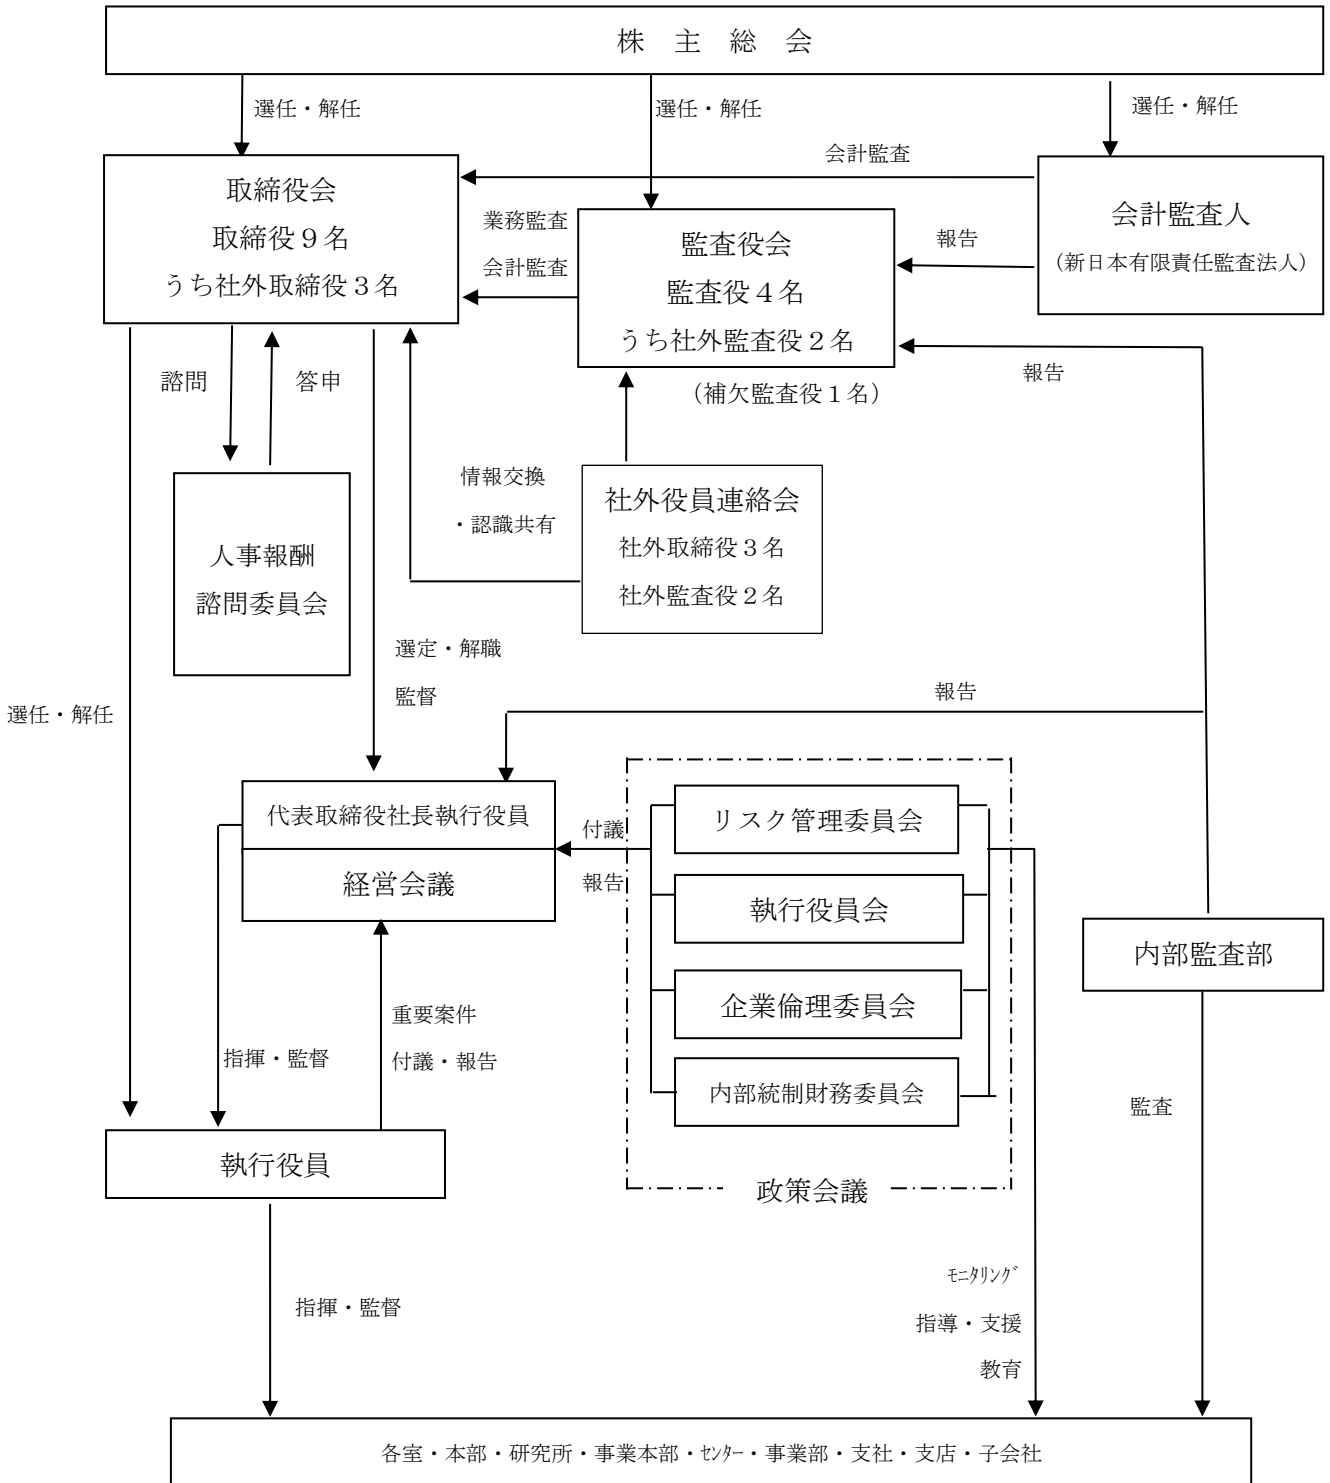 株　主　総　会
選任・解任
選任・解任
選任・解任
会計監査
取締役会
取締役９名
うち社外取締役３名
業務監査
会計監査
監査役会
監査役４名
うち社外監査役２名
（補欠監査役１名）
報告
会計監査人
（新日本有限責任監査法人）
報告
諮問
答申
人事報酬
諮問委員会
情報交換
・認識共有
社外役員連絡会
社外取締役３名
社外監査役２名
選定・解職
監督
選任・解任
報告
代表取締役社長執行役員
経営会議
付議
報告
リスク管理委員会
執行役員会
企業倫理委員会
内部統制財務委員会
政策会議
内部監査部
重要案件
付議・報告
指揮・監督
監査
執行役員
指揮・監督
ﾓﾆﾀﾘﾝｸﾞ
指導・支援
教育
各室・本部・研究所・事業本部・ｾﾝﾀｰ・事業部・支社・支店・子会社